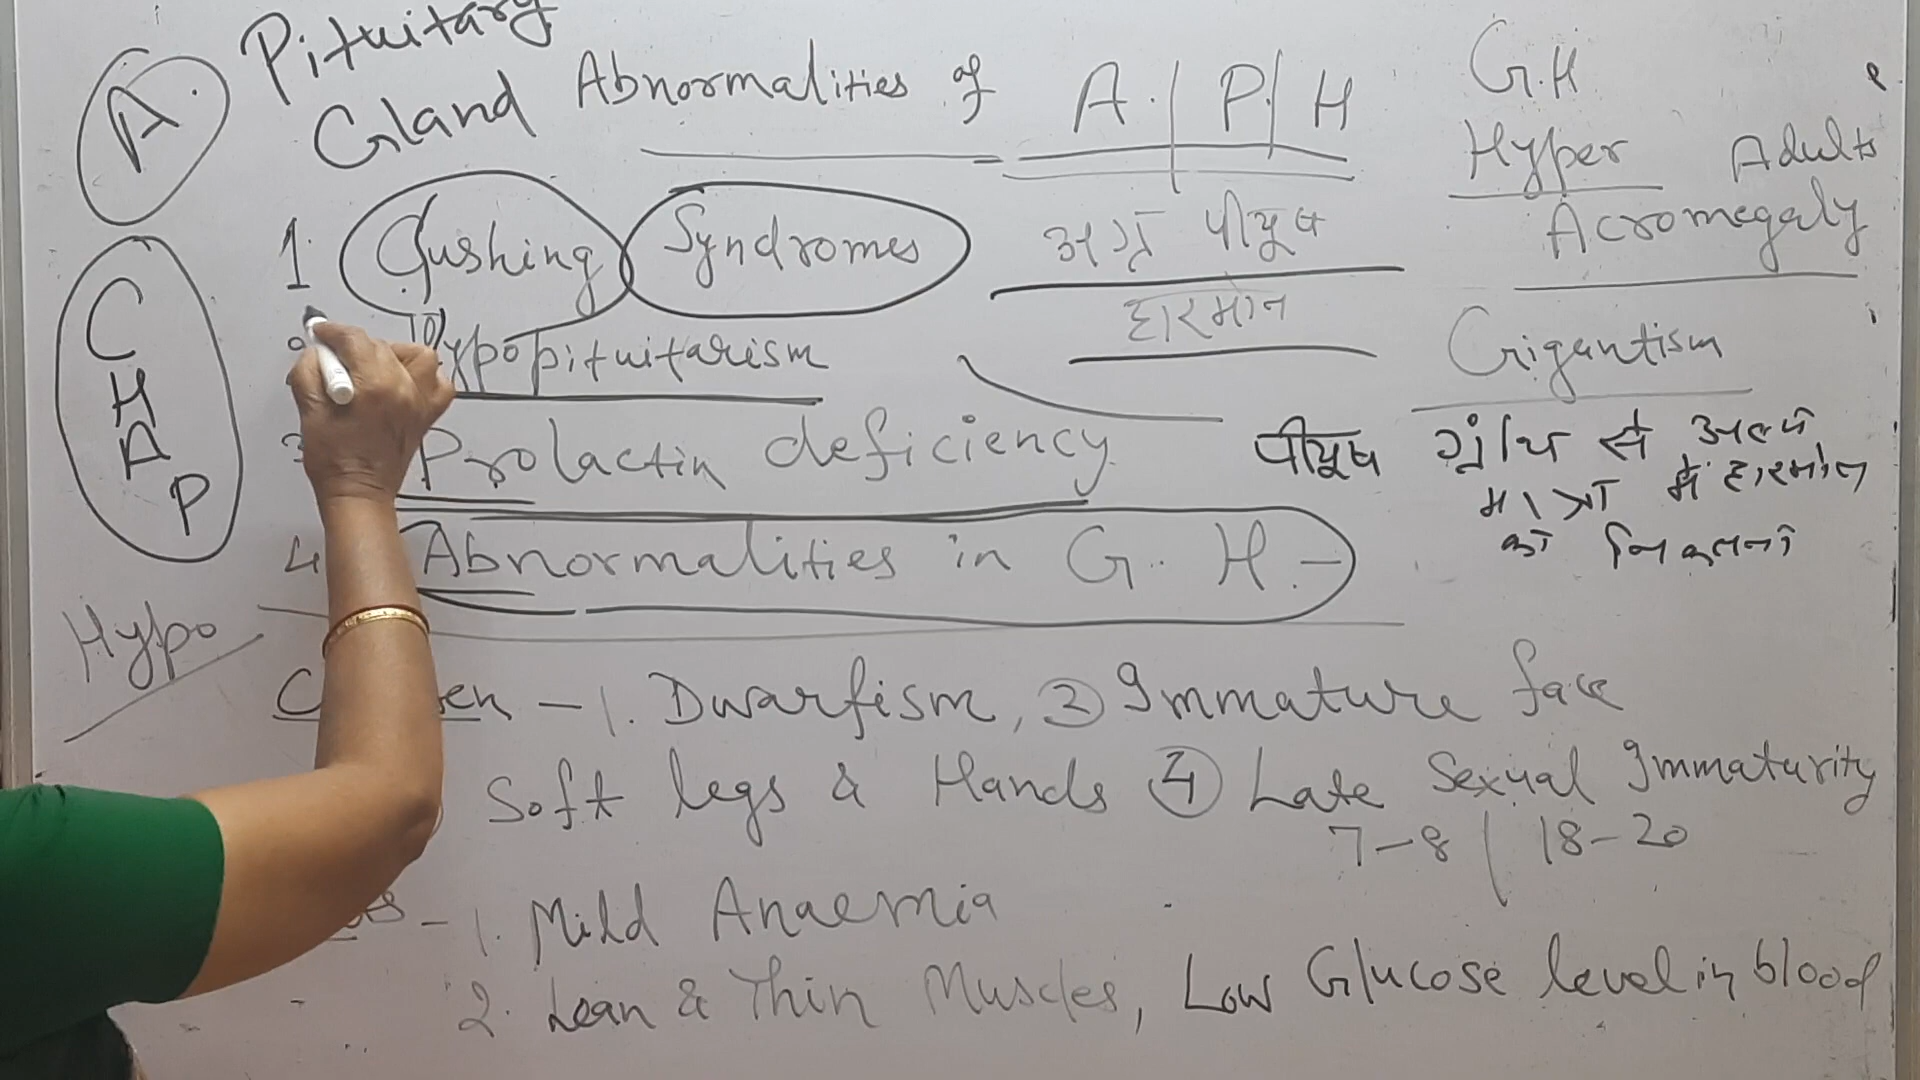 A.
Pituitary
Gland Abnormalities of A. / P. / H
G.H
Hyper Adults
Acromegaly
Gigantism
1. Cushing Syndromes
अग्र पीयूष
हारमोन
Hypopituitarism
C
H
A
P
3 Prolactin deficiency
पीयूष ग्रंथि से अल्प
मात्रा में हारमोन
का निकलना
4 Abnormalities in G. H. -
Hypo
- 1. Dwarfism, 2 Immature face
Soft legs & Hands 4 Late Sexual Immaturity
7-8 / 18-20
- 1. Mild Anaemia
2. Lean & Thin Muscles, Low Glucose level in blood